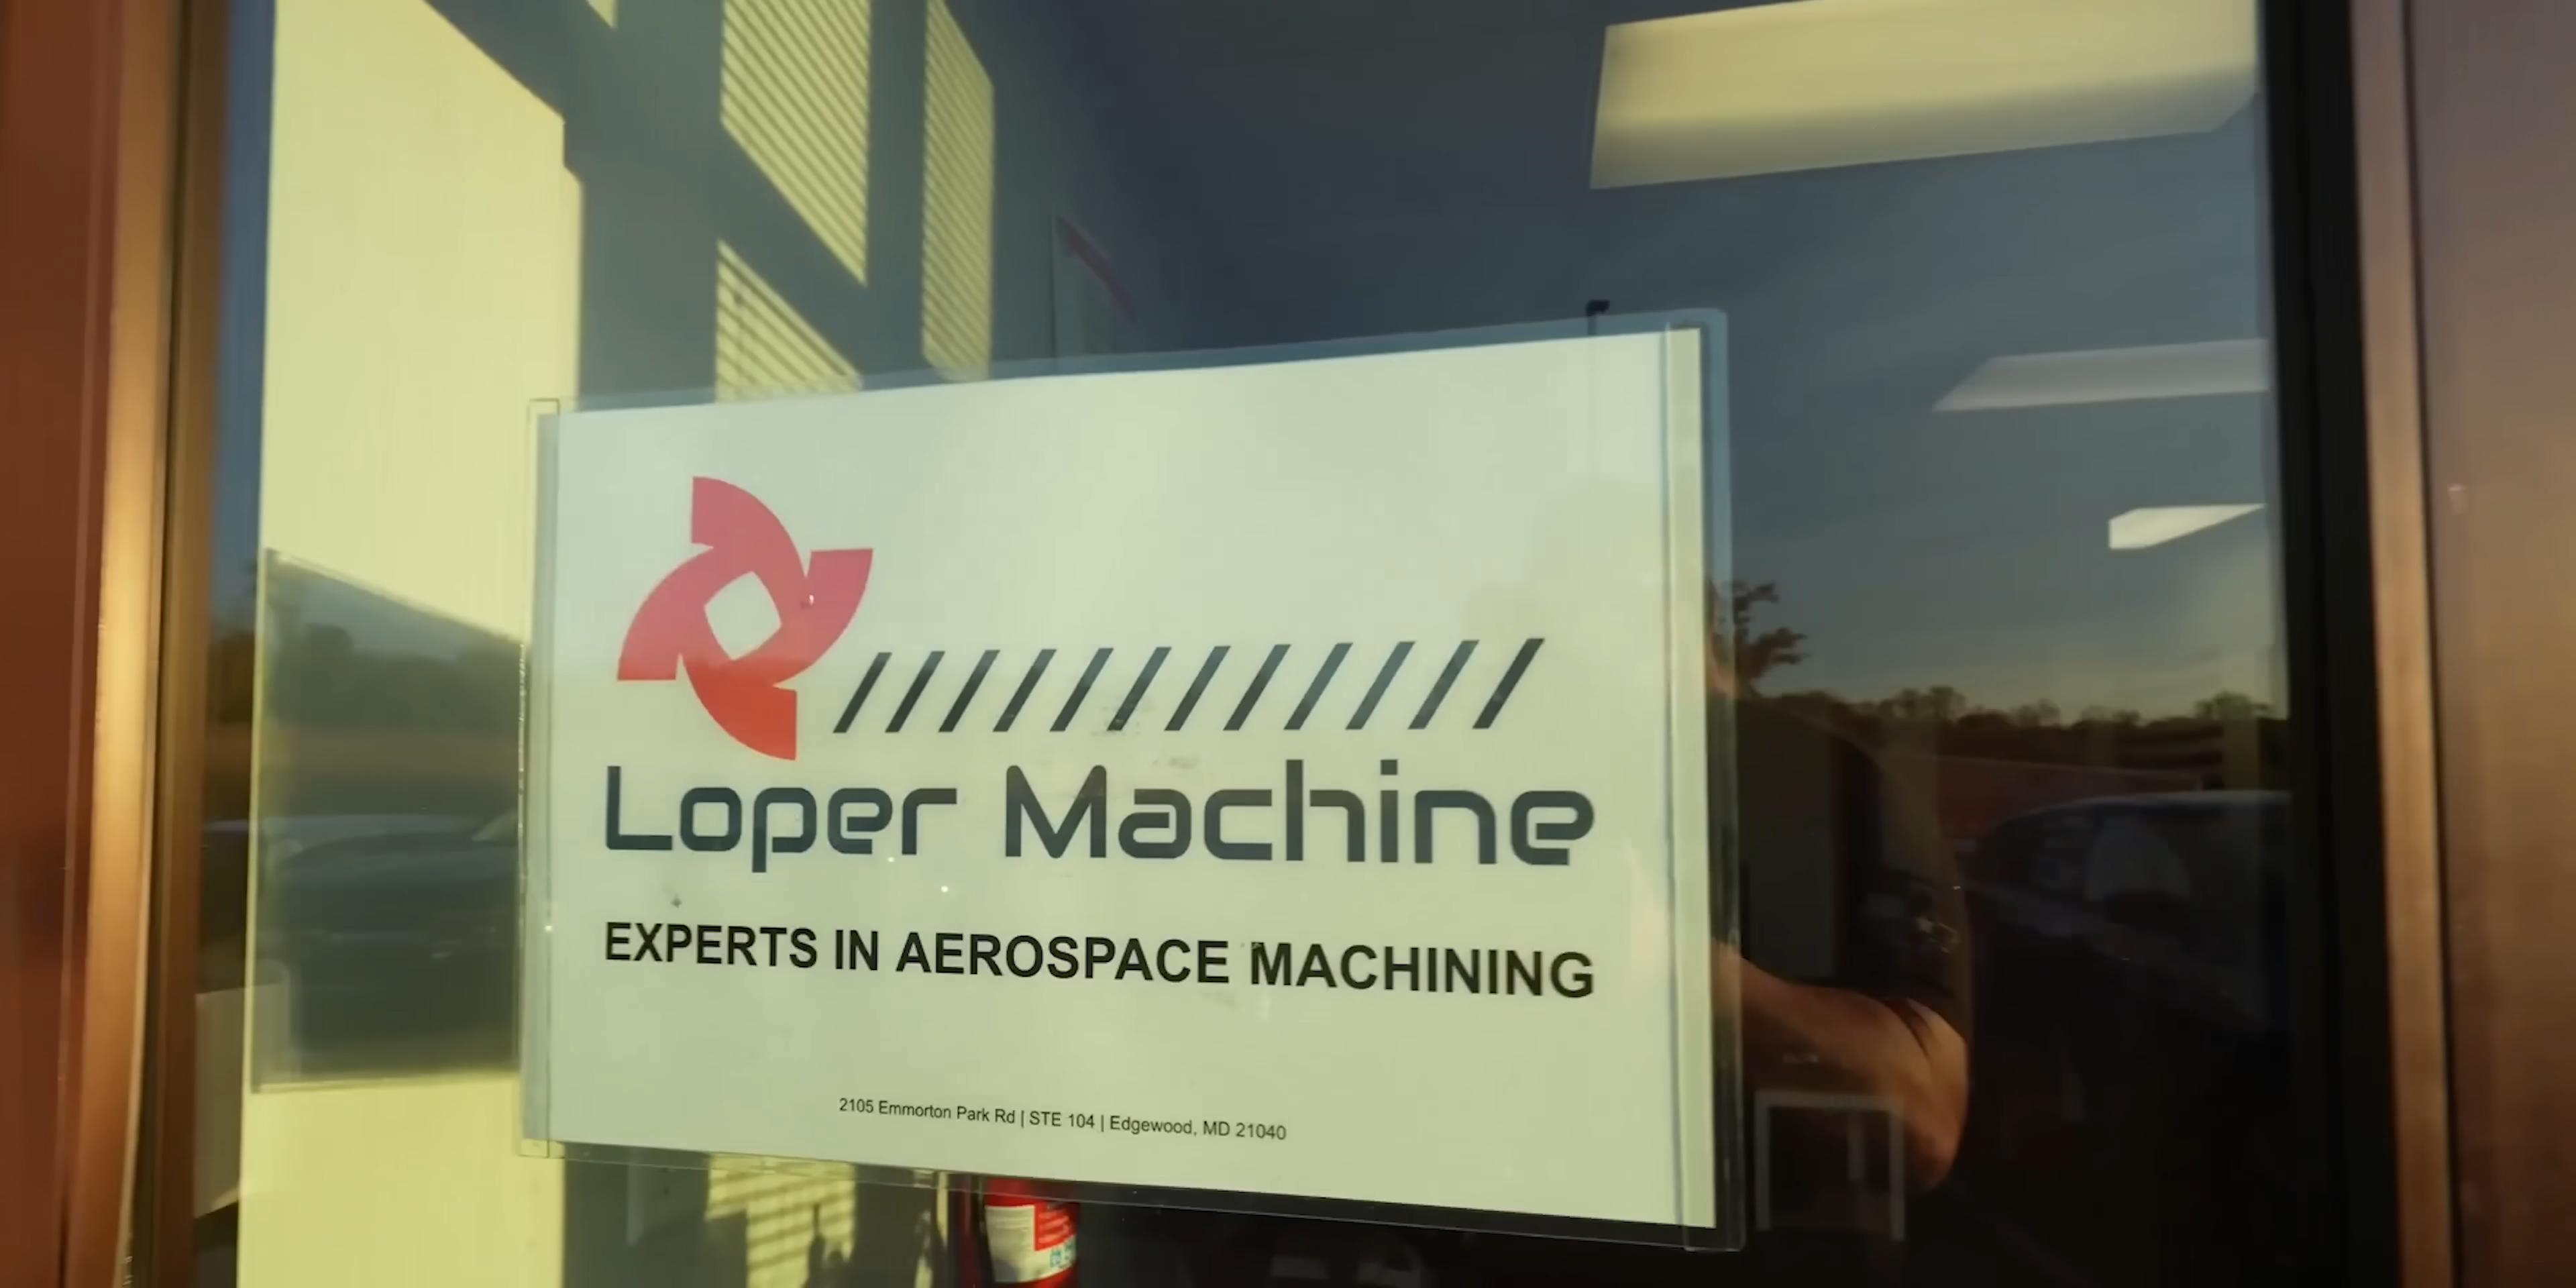 Loper Machine
EXPERTS IN AEROSPACE MACHINING
2105 Emmorton Park Rd | STE 104 | Edgewood, MD 21040